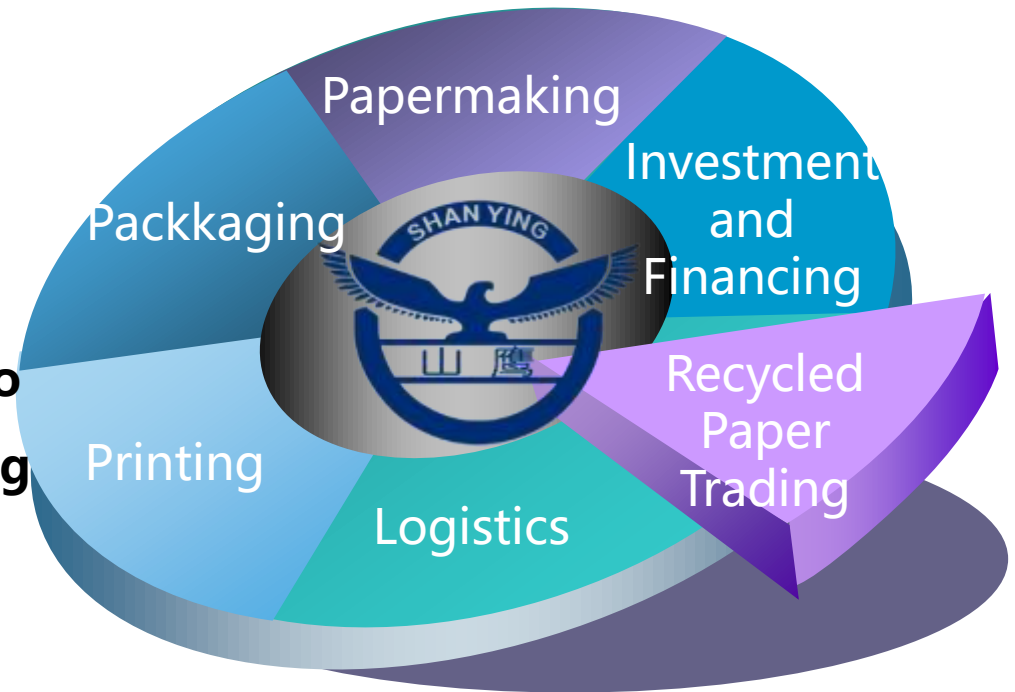 Papermaking
Investment
and
Financing
Packkaging
SHAN YING
山 鹰
o
g
Recycled
Paper
Trading
Printing
Logistics